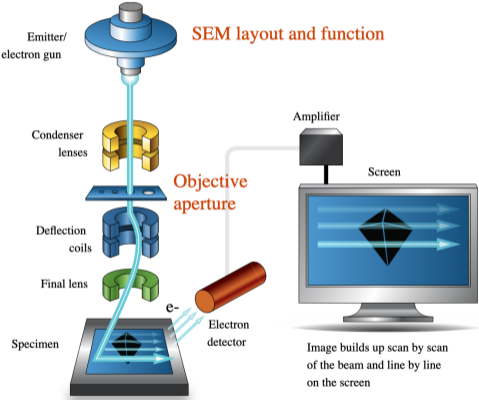 SEM layout and function
Emitter/
electron gun
Condenser
lenses
Objective
aperture
Deflection
coils
Final lens
Specimen
e-
Electron
detector
Amplifier
Screen
Image builds up scan by scan
of the beam and line by line
on the screen